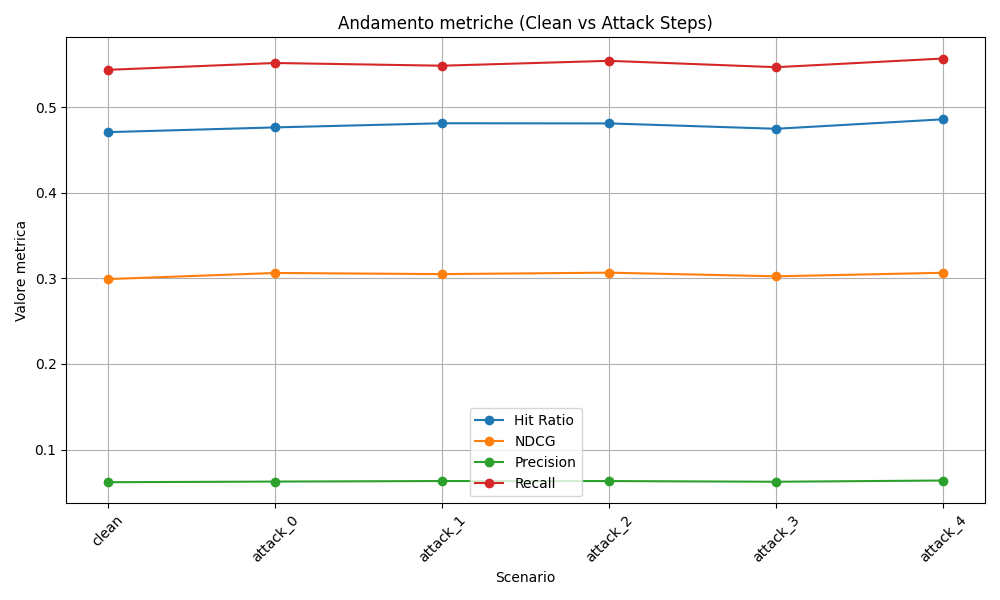 Andamento metriche (Clean vs Attack Steps)
Valore metrica
0.5
0.4
0.3
0.2
0.1
Hit Ratio
NDCG
Precision
Recall
clean
attack_0
attack_1
attack_2
attack_3
attack_4
Scenario